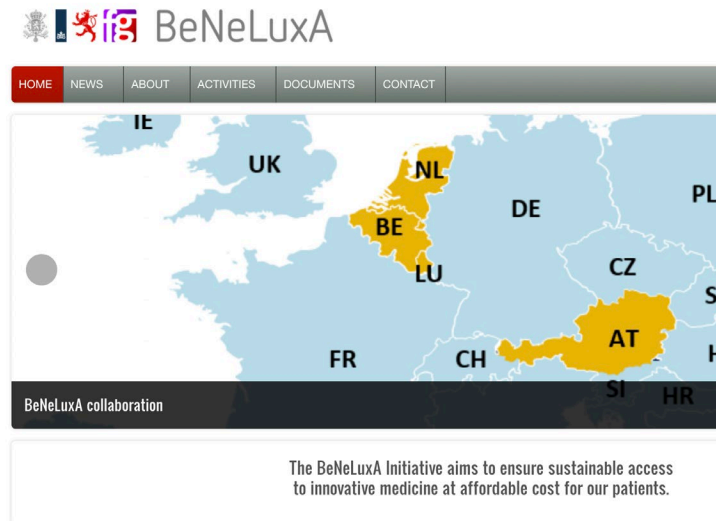 BeNeLuxA
HOME NEWS ABOUT ACTIVITIES DOCUMENTS CONTACT
IE
UK
NL
DE
PL
BE
LU
CZ
S
FR
CH
AT
H
SI
HR
BeNeLuxA collaboration
The BeNeLuxA Initiative aims to ensure sustainable access
to innovative medicine at affordable cost for our patients.